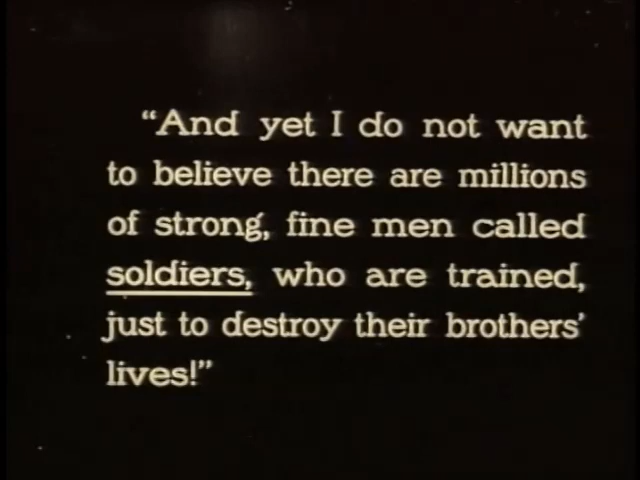 “And yet I do not want
to believe there are millions
of strong, fine men called
soldiers, who are trained,
just to destroy their brothers’
lives!”